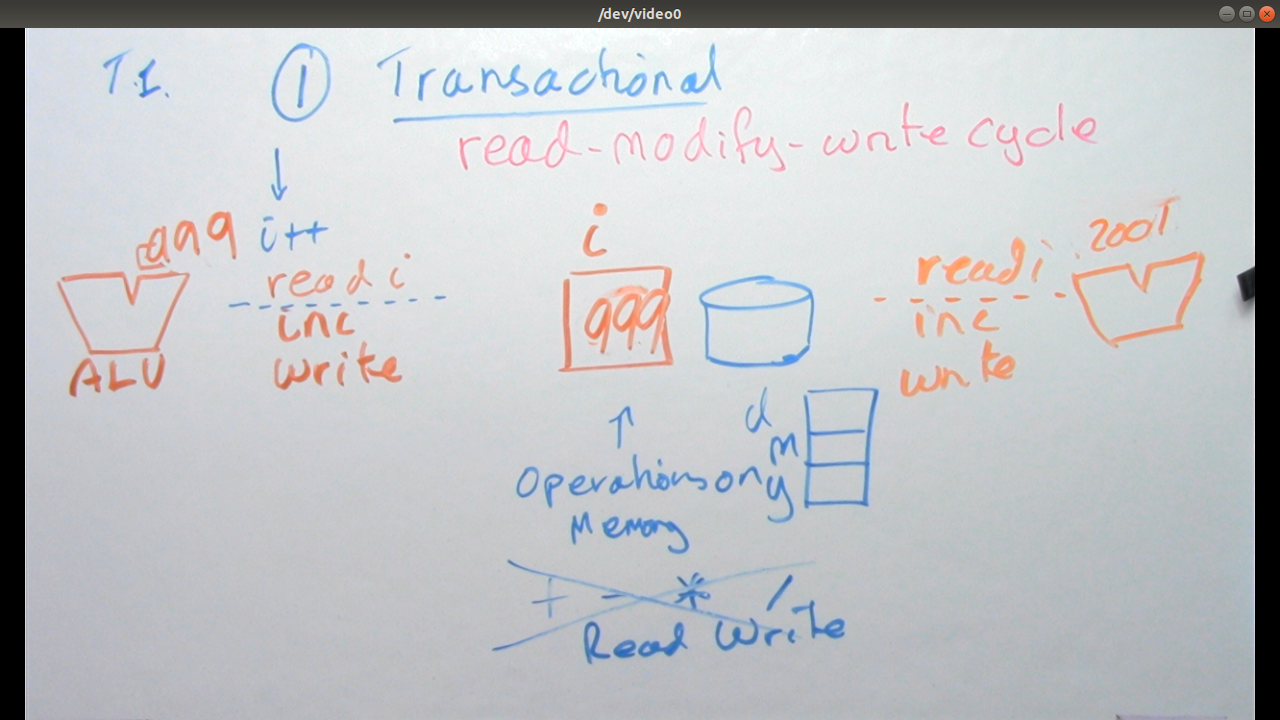 /dev/video0
T.I. ① Transactional
read-modify-write cycle
999 i++
read i
inc
write
ALU
i
999
read i
inc
write
2001
d
m
y
Operations on
Memory
+ - * /
Read Write